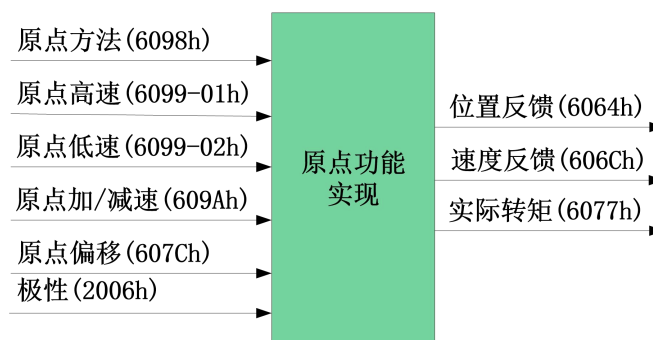 原点方法(6098h)
原点高速(6099-01h)
原点低速(6099-02h)
原点加/减速(609Ah)
原点偏移(607Ch)
极性(2006h)
原点功能
实现
位置反馈(6064h)
速度反馈(606Ch)
实际转矩(6077h)